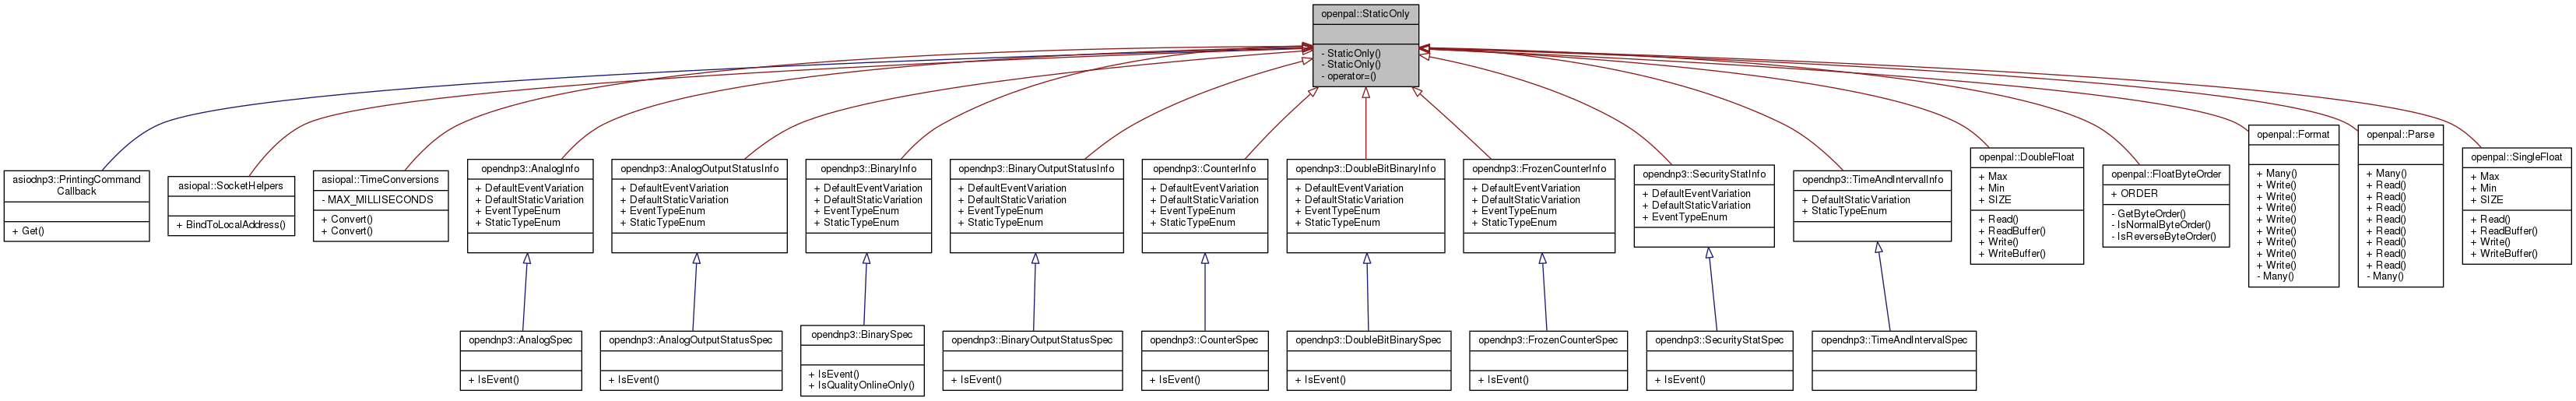 openpal::StaticOnly
- StaticOnly()
- StaticOnly()
- operator=()
asiodnp3::PrintingCommand
Callback
+ Get()
asiopal::SocketHelpers
+ BindToLocalAddress()
asiopal::TimeConversions
- MAX_MILLISECONDS
+ Convert()
+ Convert()
opendnp3::AnalogInfo
+ DefaultEventVariation
+ DefaultStaticVariation
+ EventTypeEnum
+ StaticTypeEnum
opendnp3::AnalogOutputStatusInfo
+ DefaultEventVariation
+ DefaultStaticVariation
+ EventTypeEnum
+ StaticTypeEnum
opendnp3::BinaryInfo
+ DefaultEventVariation
+ DefaultStaticVariation
+ EventTypeEnum
+ StaticTypeEnum
opendnp3::BinaryOutputStatusInfo
+ DefaultEventVariation
+ DefaultStaticVariation
+ EventTypeEnum
+ StaticTypeEnum
opendnp3::CounterInfo
+ DefaultEventVariation
+ DefaultStaticVariation
+ EventTypeEnum
+ StaticTypeEnum
opendnp3::DoubleBitBinaryInfo
+ DefaultEventVariation
+ DefaultStaticVariation
+ EventTypeEnum
+ StaticTypeEnum
opendnp3::FrozenCounterInfo
+ DefaultEventVariation
+ DefaultStaticVariation
+ EventTypeEnum
+ StaticTypeEnum
opendnp3::SecurityStatInfo
+ DefaultEventVariation
+ DefaultStaticVariation
+ EventTypeEnum
opendnp3::TimeAndIntervalInfo
+ DefaultStaticVariation
+ StaticTypeEnum
openpal::DoubleFloat
+ Max
+ Min
+ SIZE
+ Read()
+ ReadBuffer()
+ Write()
+ WriteBuffer()
openpal::FloatByteOrder
+ ORDER
- GetByteOrder()
- IsNormalByteOrder()
- IsReverseByteOrder()
openpal::Format
+ Many()
+ Write()
+ Write()
+ Write()
+ Write()
+ Write()
+ Write()
+ Write()
+ Write()
- Many()
openpal::Parse
+ Many()
+ Read()
+ Read()
+ Read()
+ Read()
+ Read()
+ Read()
+ Read()
+ Read()
- Many()
openpal::SingleFloat
+ Max
+ Min
+ SIZE
+ Read()
+ ReadBuffer()
+ Write()
+ WriteBuffer()
opendnp3::AnalogSpec
+ IsEvent()
opendnp3::AnalogOutputStatusSpec
+ IsEvent()
opendnp3::BinarySpec
+ IsEvent()
+ IsQualityOnlineOnly()
opendnp3::BinaryOutputStatusSpec
+ IsEvent()
opendnp3::CounterSpec
+ IsEvent()
opendnp3::DoubleBitBinarySpec
+ IsEvent()
opendnp3::FrozenCounterSpec
+ IsEvent()
opendnp3::SecurityStatSpec
+ IsEvent()
opendnp3::TimeAndIntervalSpec